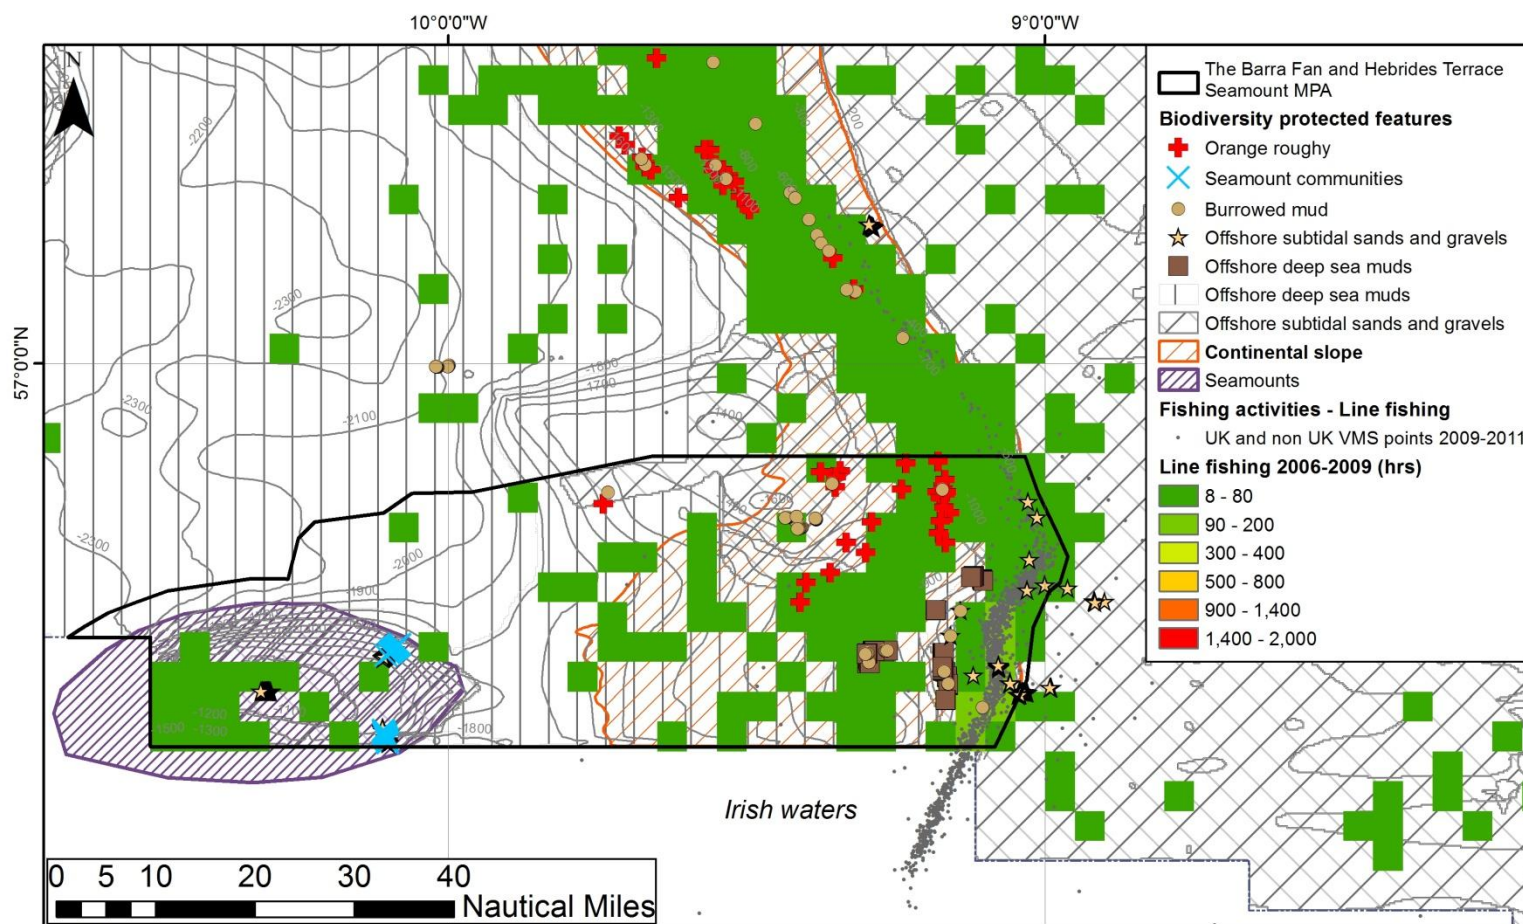 10°0'0"W
9°0'0"W
N
57°0'0"N
The Barra Fan and Hebrides Terrace
Seamount MPA
Biodiversity protected features
Orange roughy
Seamount communities
Burrowed mud
Offshore subtidal sands and gravels
Offshore deep sea muds
Offshore deep sea muds
Offshore subtidal sands and gravels
Continental slope
Seamounts
Fishing activities - Line fishing
UK and non UK VMS points 2009-2011
Line fishing 2006-2009 (hrs)
8 - 80
90 - 200
300 - 400
500 - 800
900 - 1,400
1,400 - 2,000
-2200
-2300
-1800
1700
-2300
-2100
-1100
-2300
-2000
-1900
-1000
-1200
-1300
-1800
Irish waters
0 5 10 20 30 40
Nautical Miles